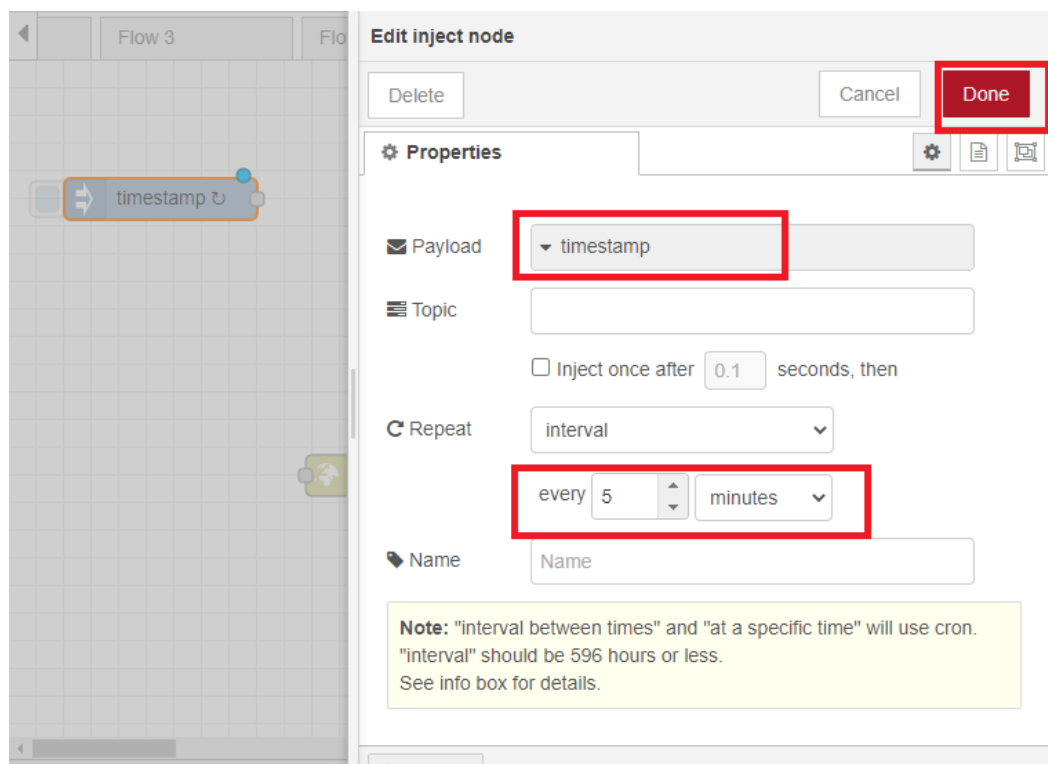 Flow 3
Flo
Edit inject node
Delete
Cancel
Done
Properties
timestamp
Payload
timestamp
Topic
Inject once after 0.1 seconds, then
Repeat
interval
every 5 minutes
Name
Name
Note: "interval between times" and "at a specific time" will use cron.
"interval" should be 596 hours or less.
See info box for details.